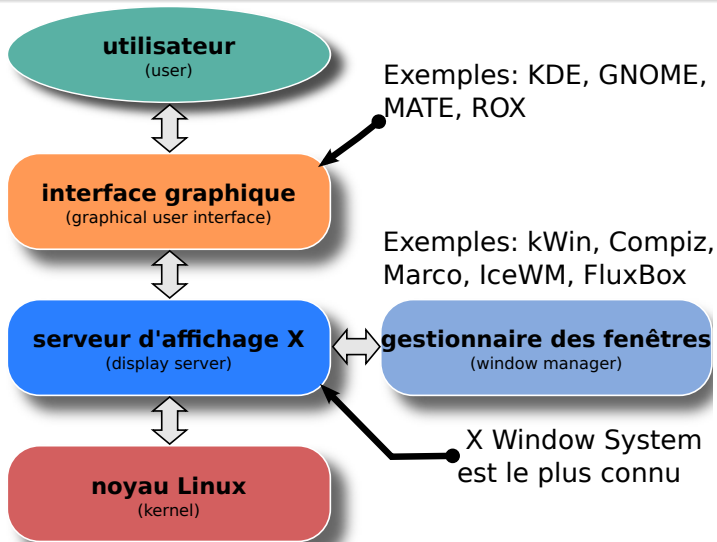 utilisateur
(user)
Exemples: KDE, GNOME,
MATE, ROX
interface graphique
(graphical user interface)
Exemples: kWin, Compiz,
Marco, IceWM, FluxBox
serveur d'affichage X
(display server)
gestionnaire des fenêtres
(window manager)
X Window System
est le plus connu
noyau Linux
(kernel)